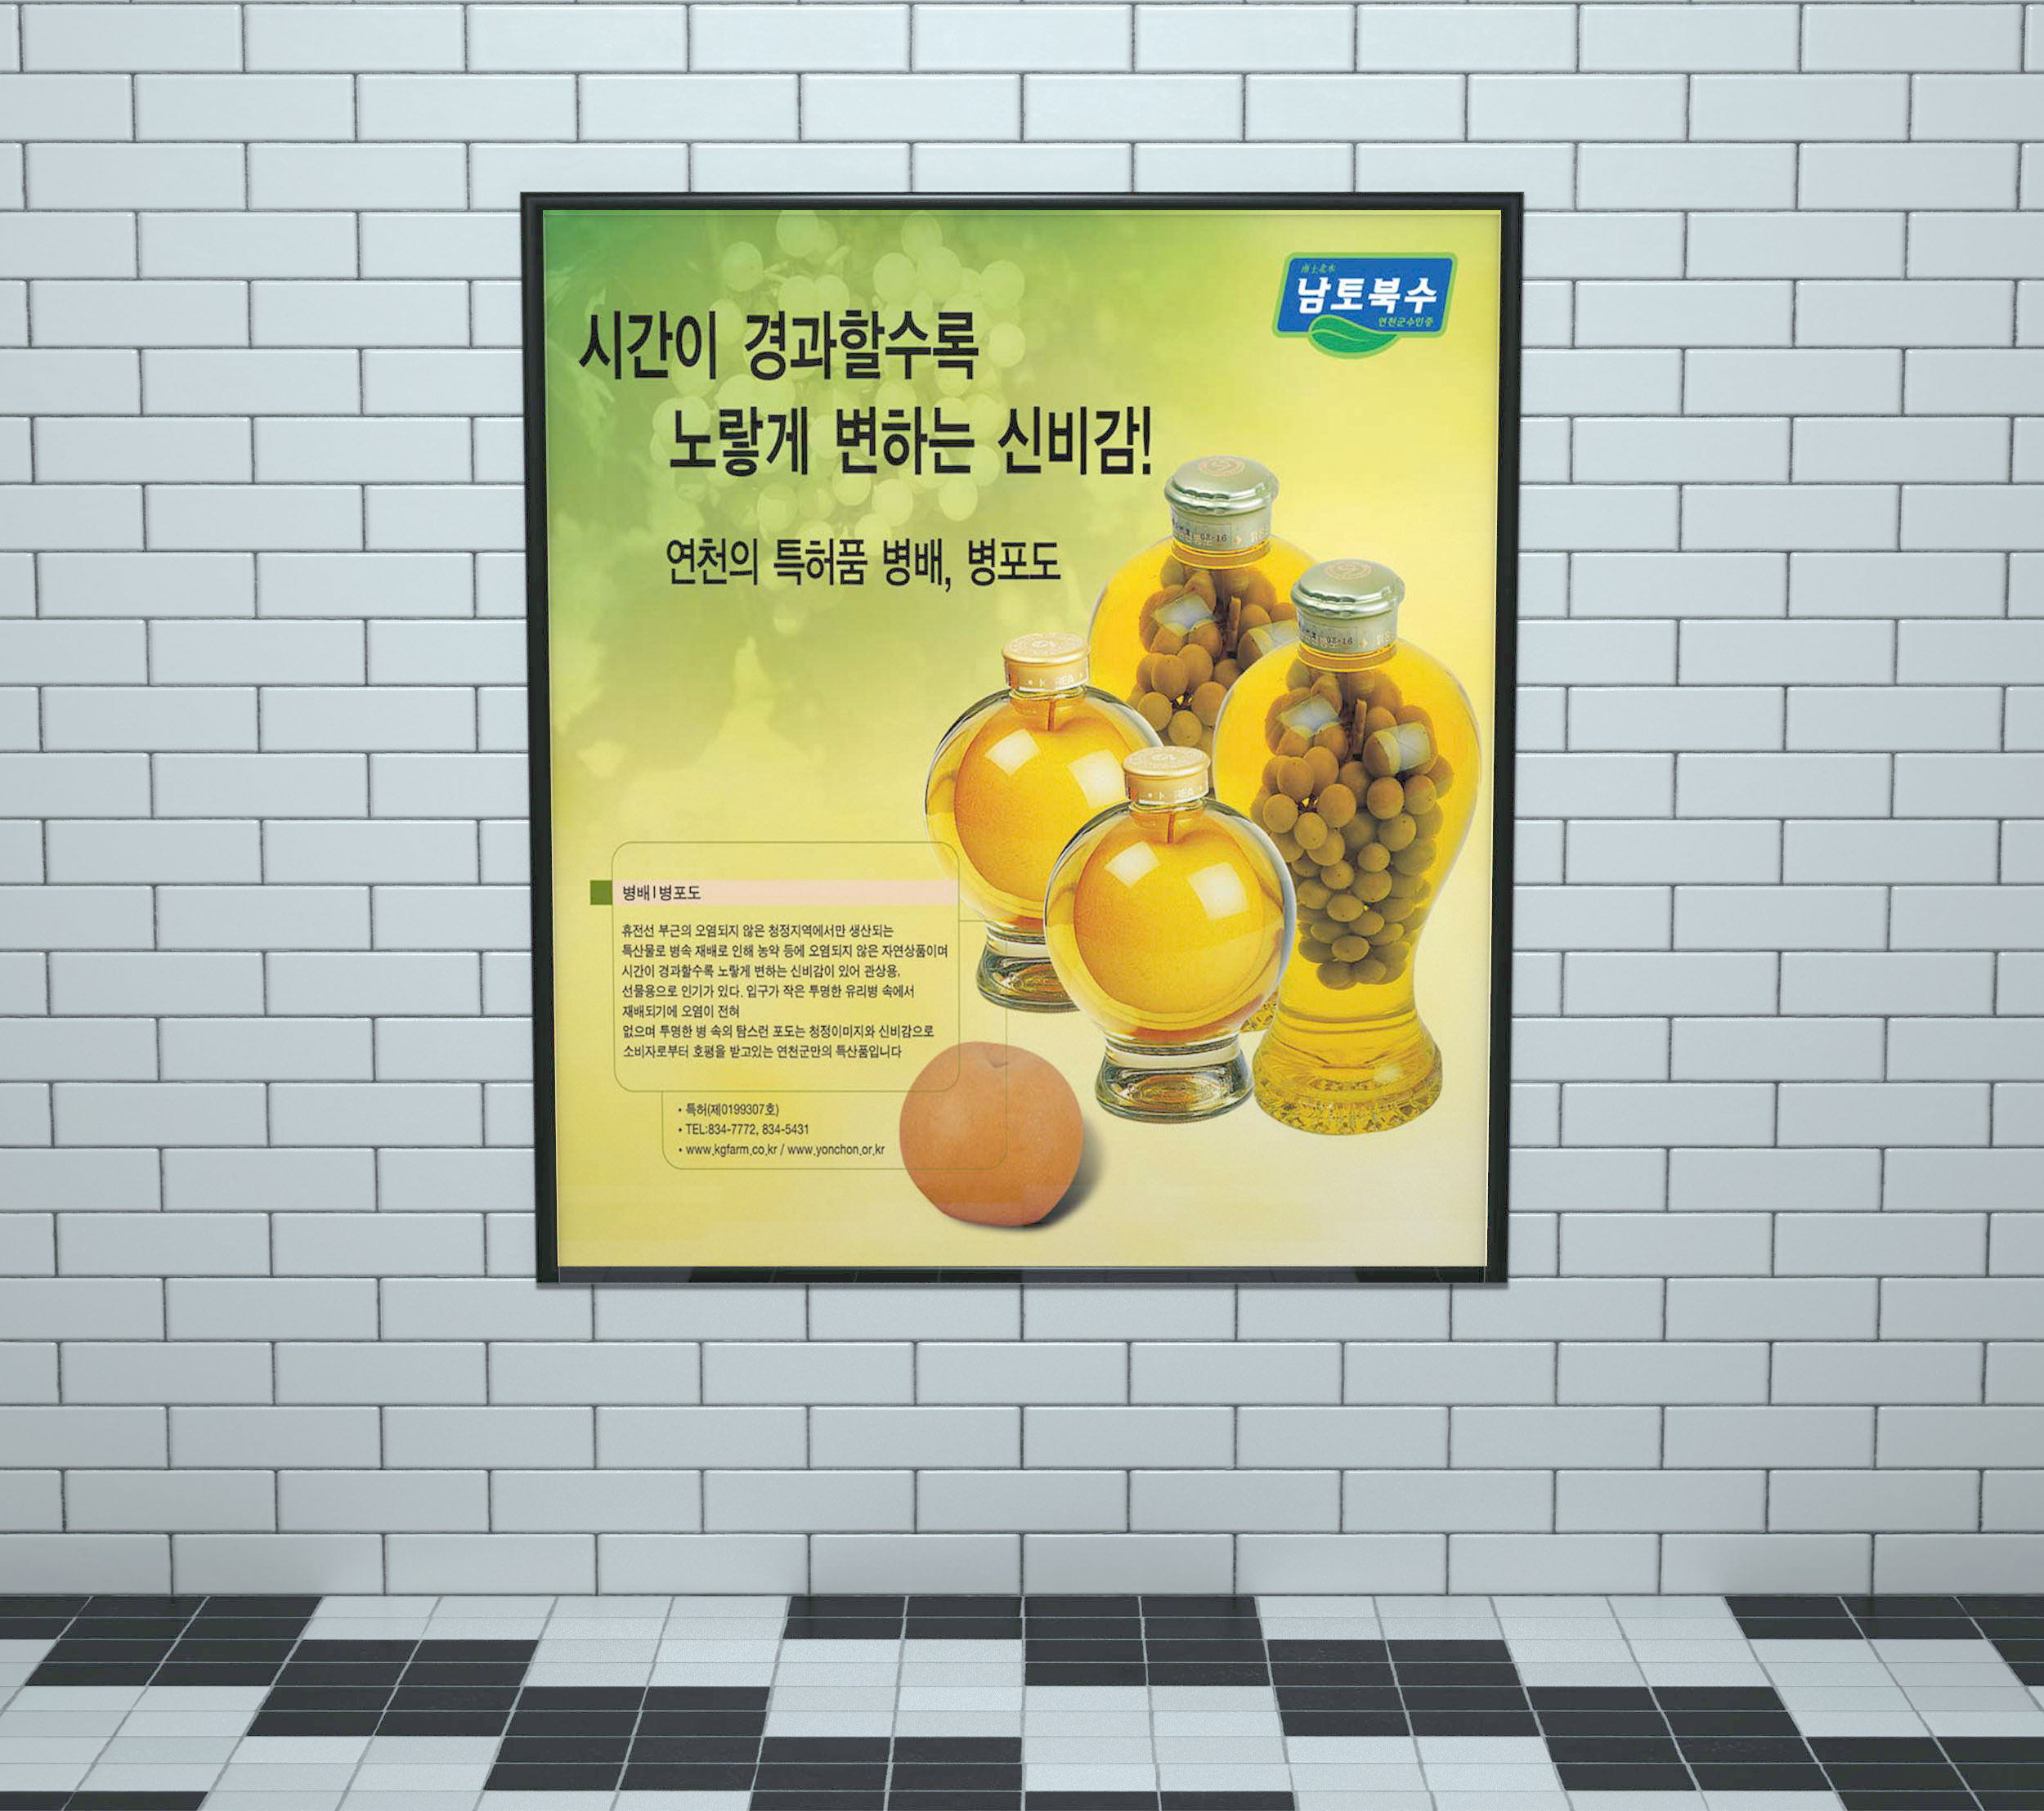 南土北水
남토북수
연천군수인증
시간이 경과할수록
노랗게 변하는 신비감!
연천의 특허품 병배, 병포도
병배 | 병포도
휴전선 부근의 오염되지 않은 청정지역에서만 생산되는
특산물로 병속 재배로 인해 농약 등에 오염되지 않은 자연상품이며
시간이 경과할수록 노랗게 변하는 신비감이 있어 관상용,
선물용으로 인기가 있다. 입구가 작은 투명한 유리병 속에서
재배되기에 오염이 전혀
없으며 투명한 병 속의 탐스런 포도는 청정이미지와 신비감으로
소비자로부터 호평을 받고있는 연천군만의 특산품입니다
• 특허(제0199307호)
• TEL:834-7772, 834-5431
• www.kgfarm.co.kr / www.yonchon.or.kr